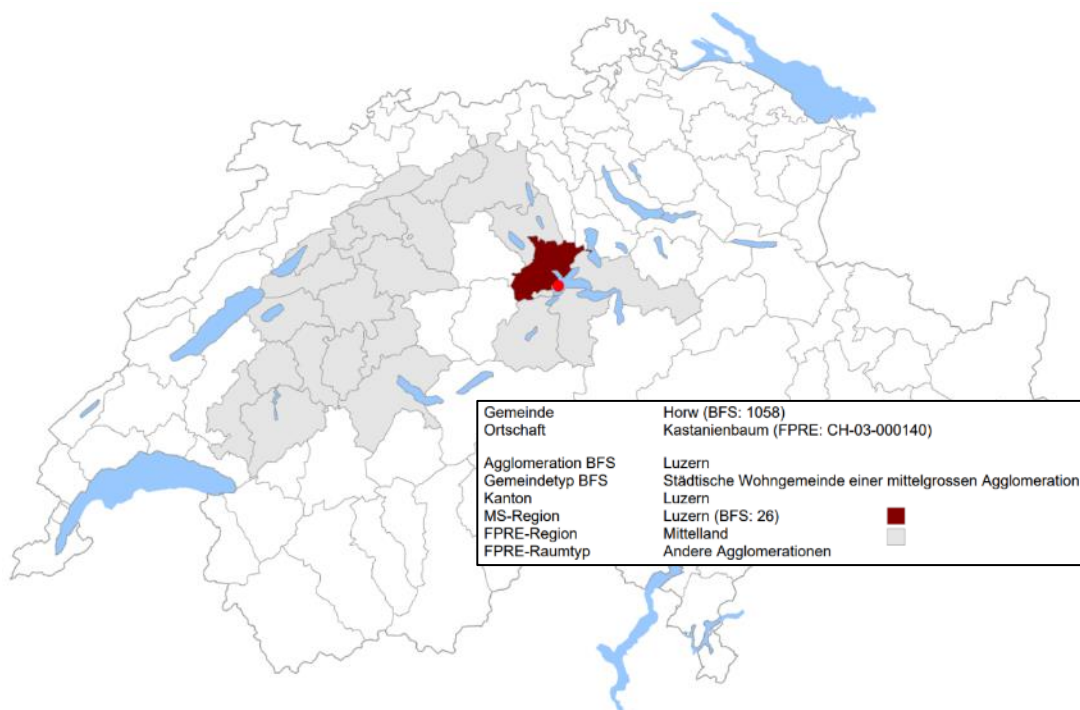 Gemeinde Horw (BFS: 1058)
Ortschaft Kastanienbaum (FPRE: CH-03-000140)
Agglomeration BFS Luzern
Gemeindetyp BFS Städtische Wohngemeinde einer mittelgrossen Agglomeration
Kanton Luzern
MS-Region Luzern (BFS: 26)
FPRE-Region Mittelland
FPRE-Raumtyp Andere Agglomerationen